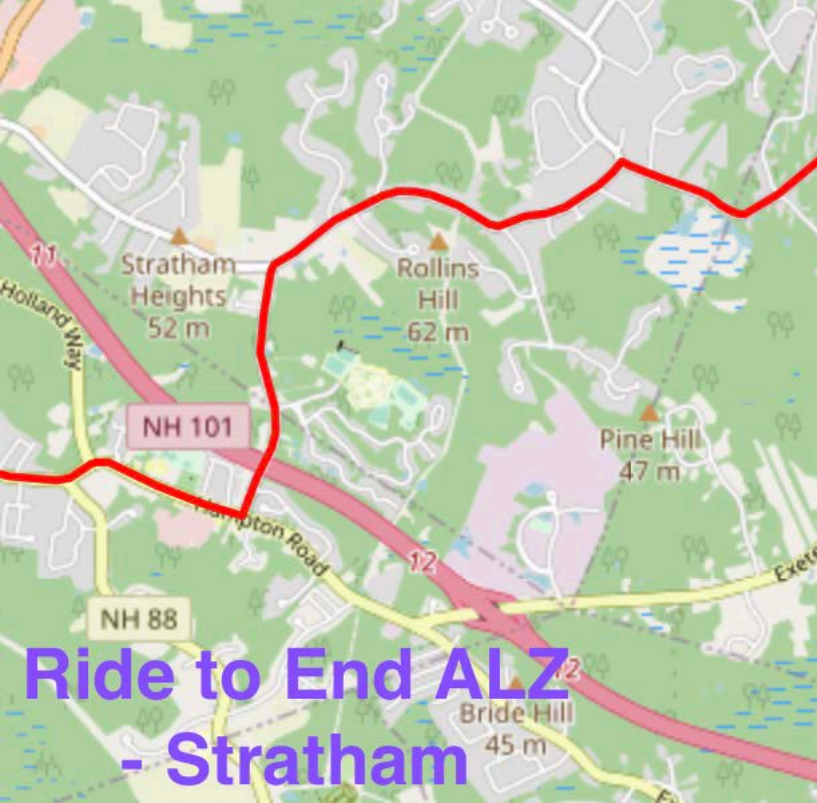 11
Stratham
Heights
52 m
Rollins
Hill
62 m
Holland Way
NH 101
Pine Hill
47 m
Hampton Road
12
NH 88
Ride to End ALZ
12
Bride Hill
45 m
- Stratham